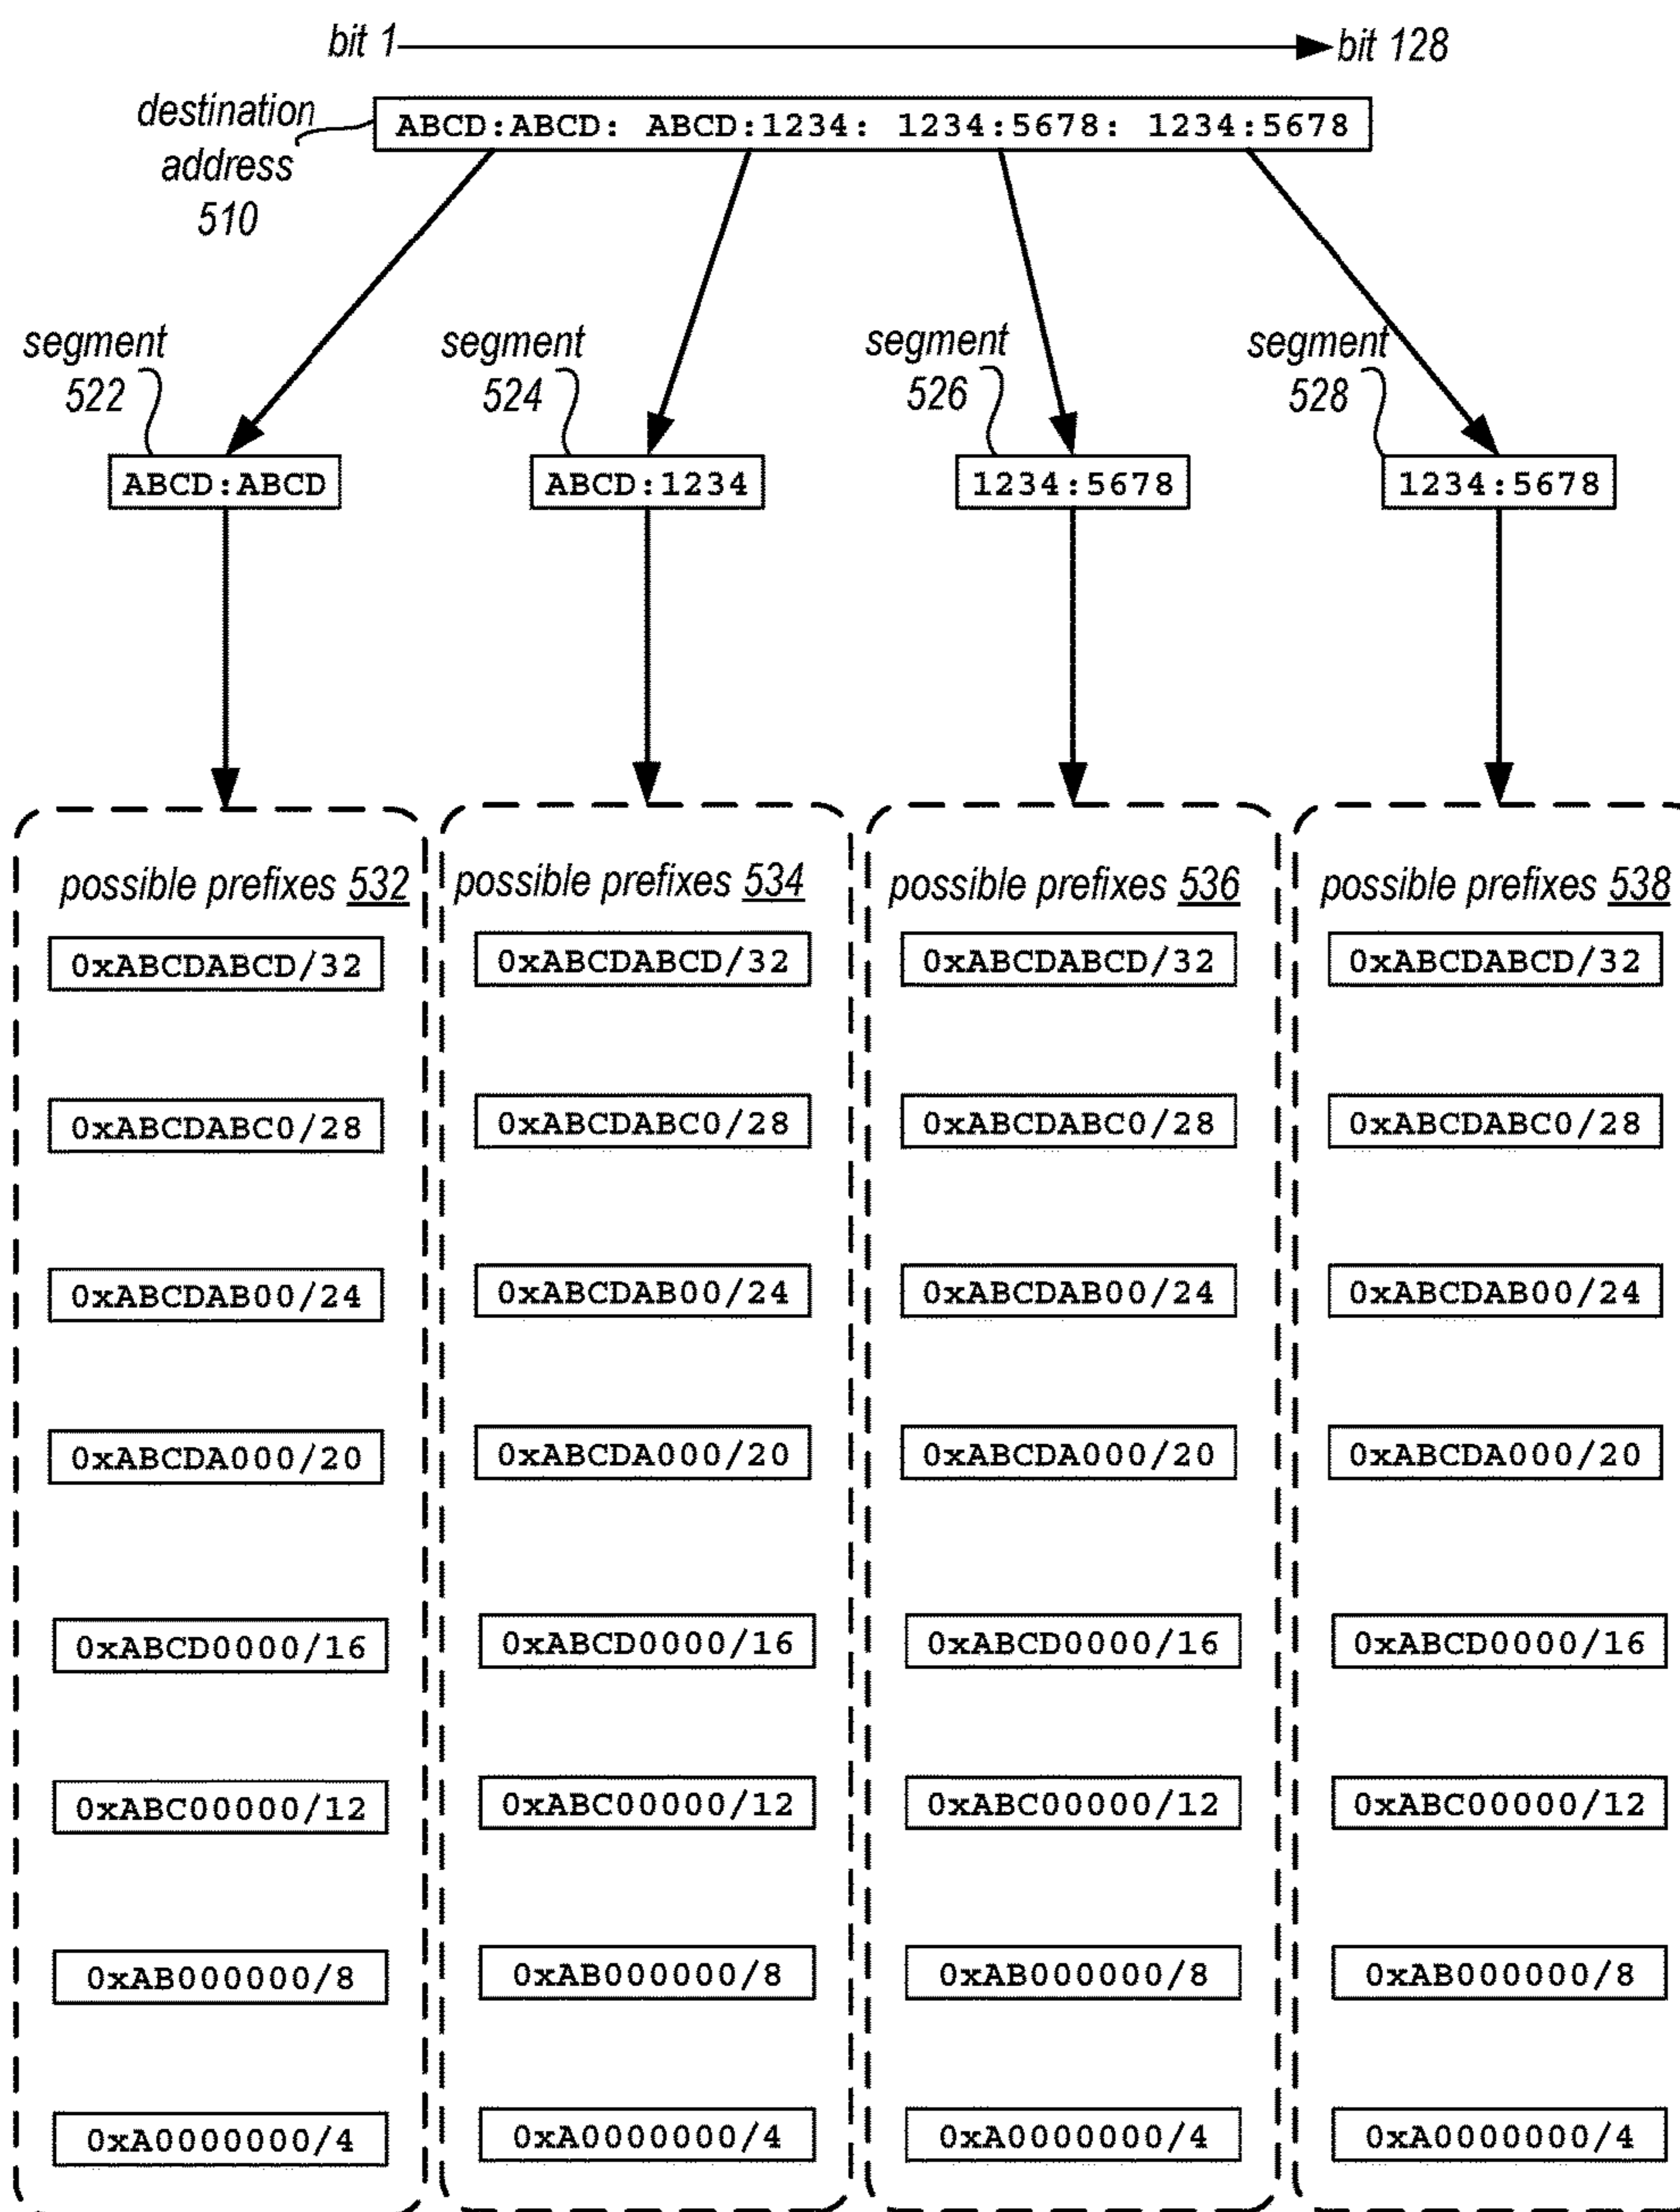 bit 1
bit 128
destination
address
510
ABCD:ABCD: ABCD:1234: 1234:5678: 1234:5678
segment
522
segment
524
segment
526
segment
528
ABCD:ABCD
ABCD:1234
1234:5678
1234:5678
possible prefixes 532
0xABCDABCD/32
0xABCDABC0/28
0xABCDAB00/24
0xABCDA000/20
0xABCD0000/16
0xABC00000/12
0xAB000000/8
0xA0000000/4
possible prefixes 534
0xABCDABCD/32
0xABCDABC0/28
0xABCDAB00/24
0xABCDA000/20
0xABCD0000/16
0xABC00000/12
0xAB000000/8
0xA0000000/4
possible prefixes 536
0xABCDABCD/32
0xABCDABC0/28
0xABCDAB00/24
0xABCDA000/20
0xABCD0000/16
0xABC00000/12
0xAB000000/8
0xA0000000/4
possible prefixes 538
0xABCDABCD/32
0xABCDABC0/28
0xABCDAB00/24
0xABCDA000/20
0xABCD0000/16
0xABC00000/12
0xAB000000/8
0xA0000000/4